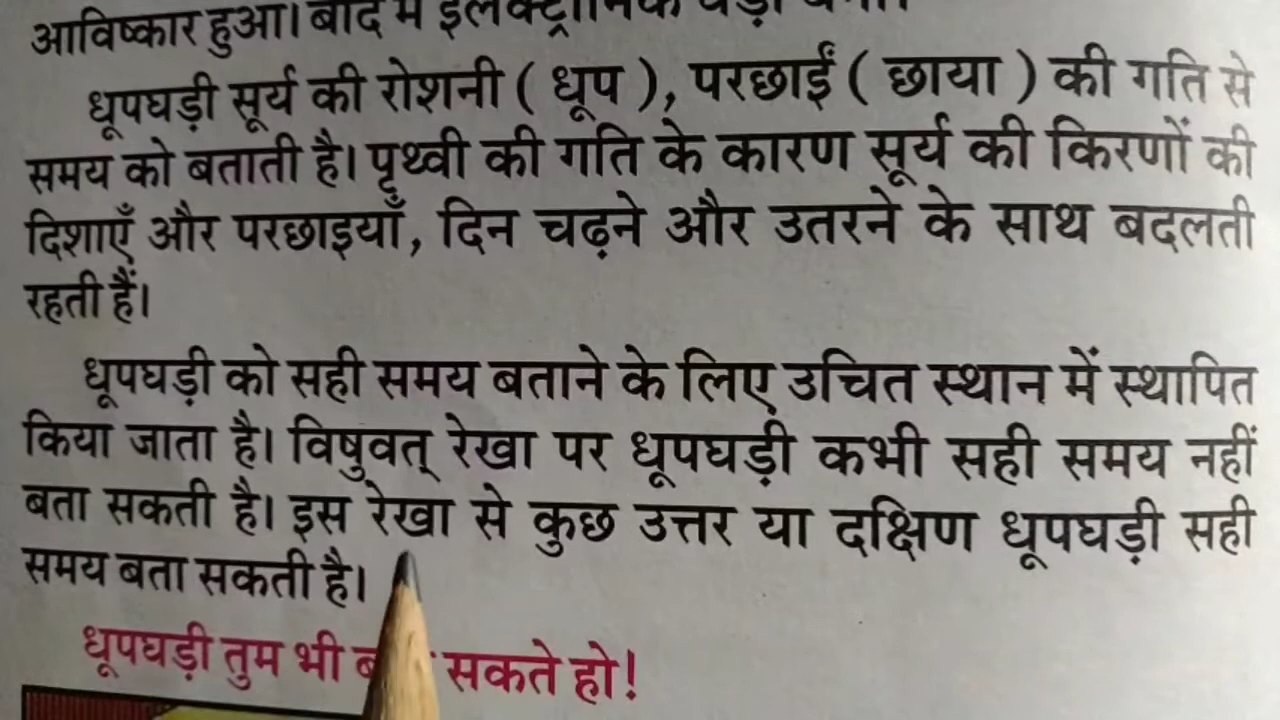 आविष्कार हुआ। बाद में इलेक्ट्रॉनिक घड़ी
धूपघड़ी सूर्य की रोशनी ( धूप ), परछाईं ( छाया ) की गति से
समय को बताती है। पृथ्वी की गति के कारण सूर्य की किरणों की
दिशाएँ और परछाइयाँ, दिन चढ़ने और उतरने के साथ बदलती
रहती हैं।
धूपघड़ी को सही समय बताने के लिए उचित स्थान में स्थापित
किया जाता है। विषुवत् रेखा पर धूपघड़ी कभी सही समय नहीं
बता सकती है। इस रेखा से कुछ उत्तर या दक्षिण धूपघड़ी सही
समय बता सकती है।
धूपघड़ी तुम भी सकते हो!